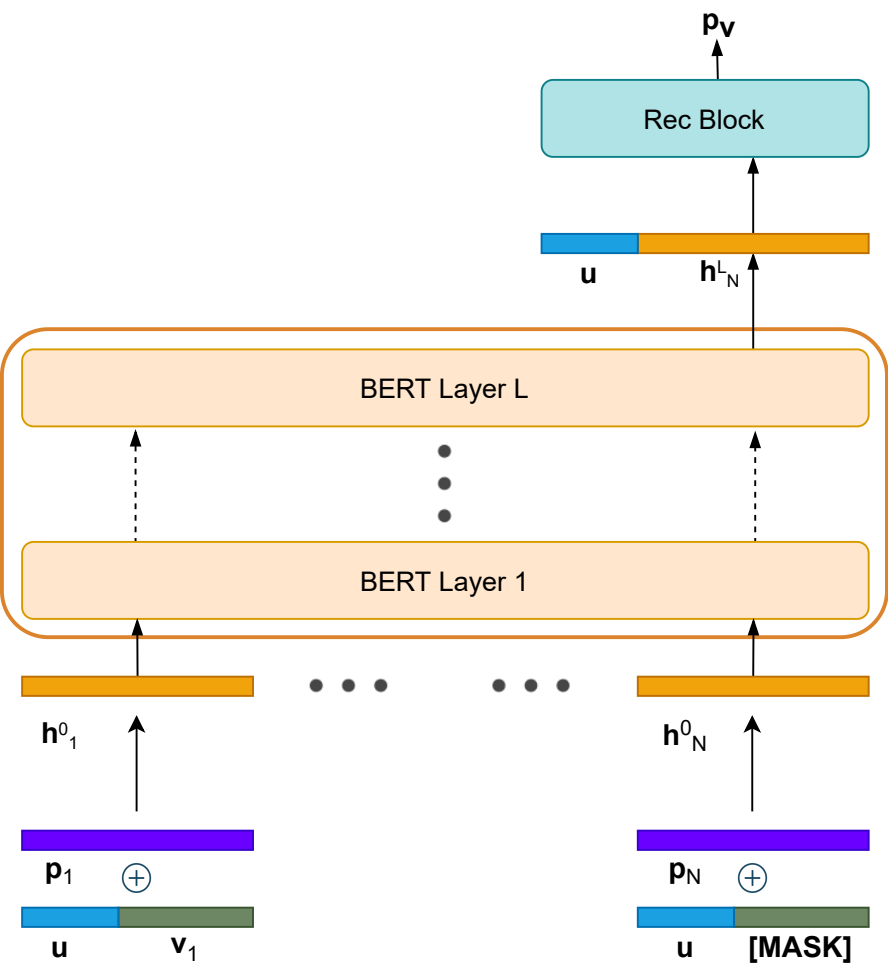 p_v
Rec Block
u h^L_N
BERT Layer L
BERT Layer 1
h^0_1 h^0_N
p_1 p_N
u v_1 u [MASK]